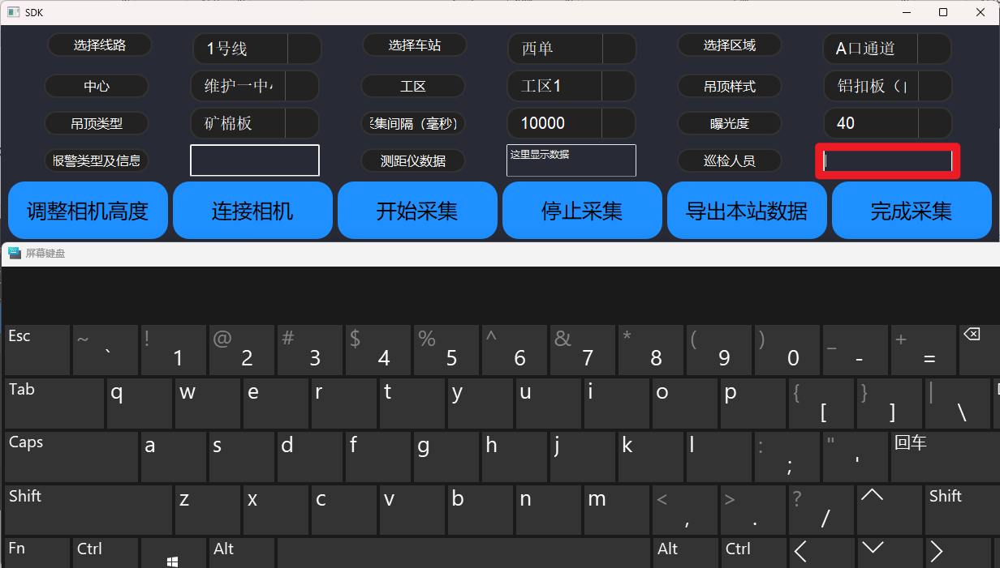 SDK
选择线路 1号线 选择车站 西单 选择区域 A口通道
中心 维护一中 工区 工区1 吊顶样式 铝扣板（
吊顶类型 矿棉板 采集间隔（毫秒） 10000 曝光度 40
报警类型及信息 测距仪数据 这里显示数据 巡检人员
调整相机高度 连接相机 开始采集 停止采集 导出本站数据 完成采集
屏幕键盘
Esc ~ ` ! 1 @ 2 # 3 $ 4 % 5 ^ 6 & 7 * 8 ( 9 ) 0 _ - + =
Tab q w e r t y u i o p { [ } ] | \
Caps a s d f g h j k l : ; " ' 回车
Shift z x c v b n m < , > . ? / Shift
Fn Ctrl Alt Alt Ctrl